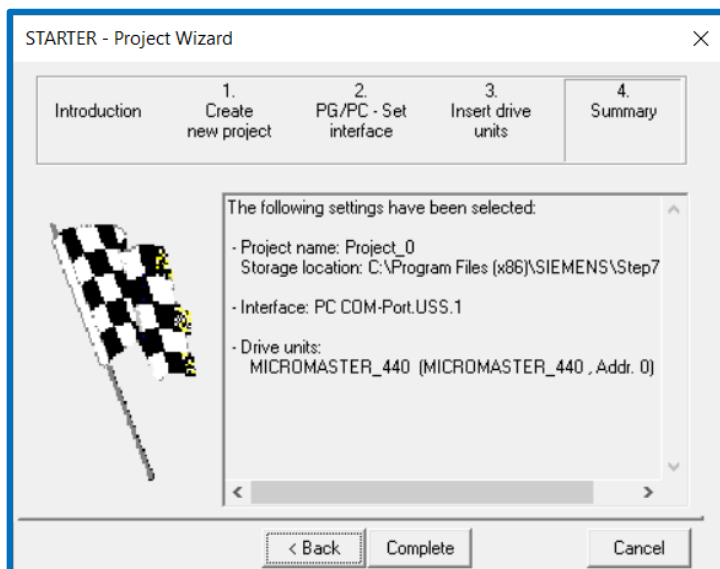 STARTER - Project Wizard
Introduction
1.
Create
new project
2.
PG/PC - Set
interface
3.
Insert drive
units
4.
Summary
The following settings have been selected:
- Project name: Project_0
Storage location: C:\Program Files (x86)\SIEMENS\Step7
- Interface: PC COM-Port.USS.1
- Drive units:
MICROMASTER_440 (MICROMASTER_440 , Addr. 0)
< Back
Complete
Cancel